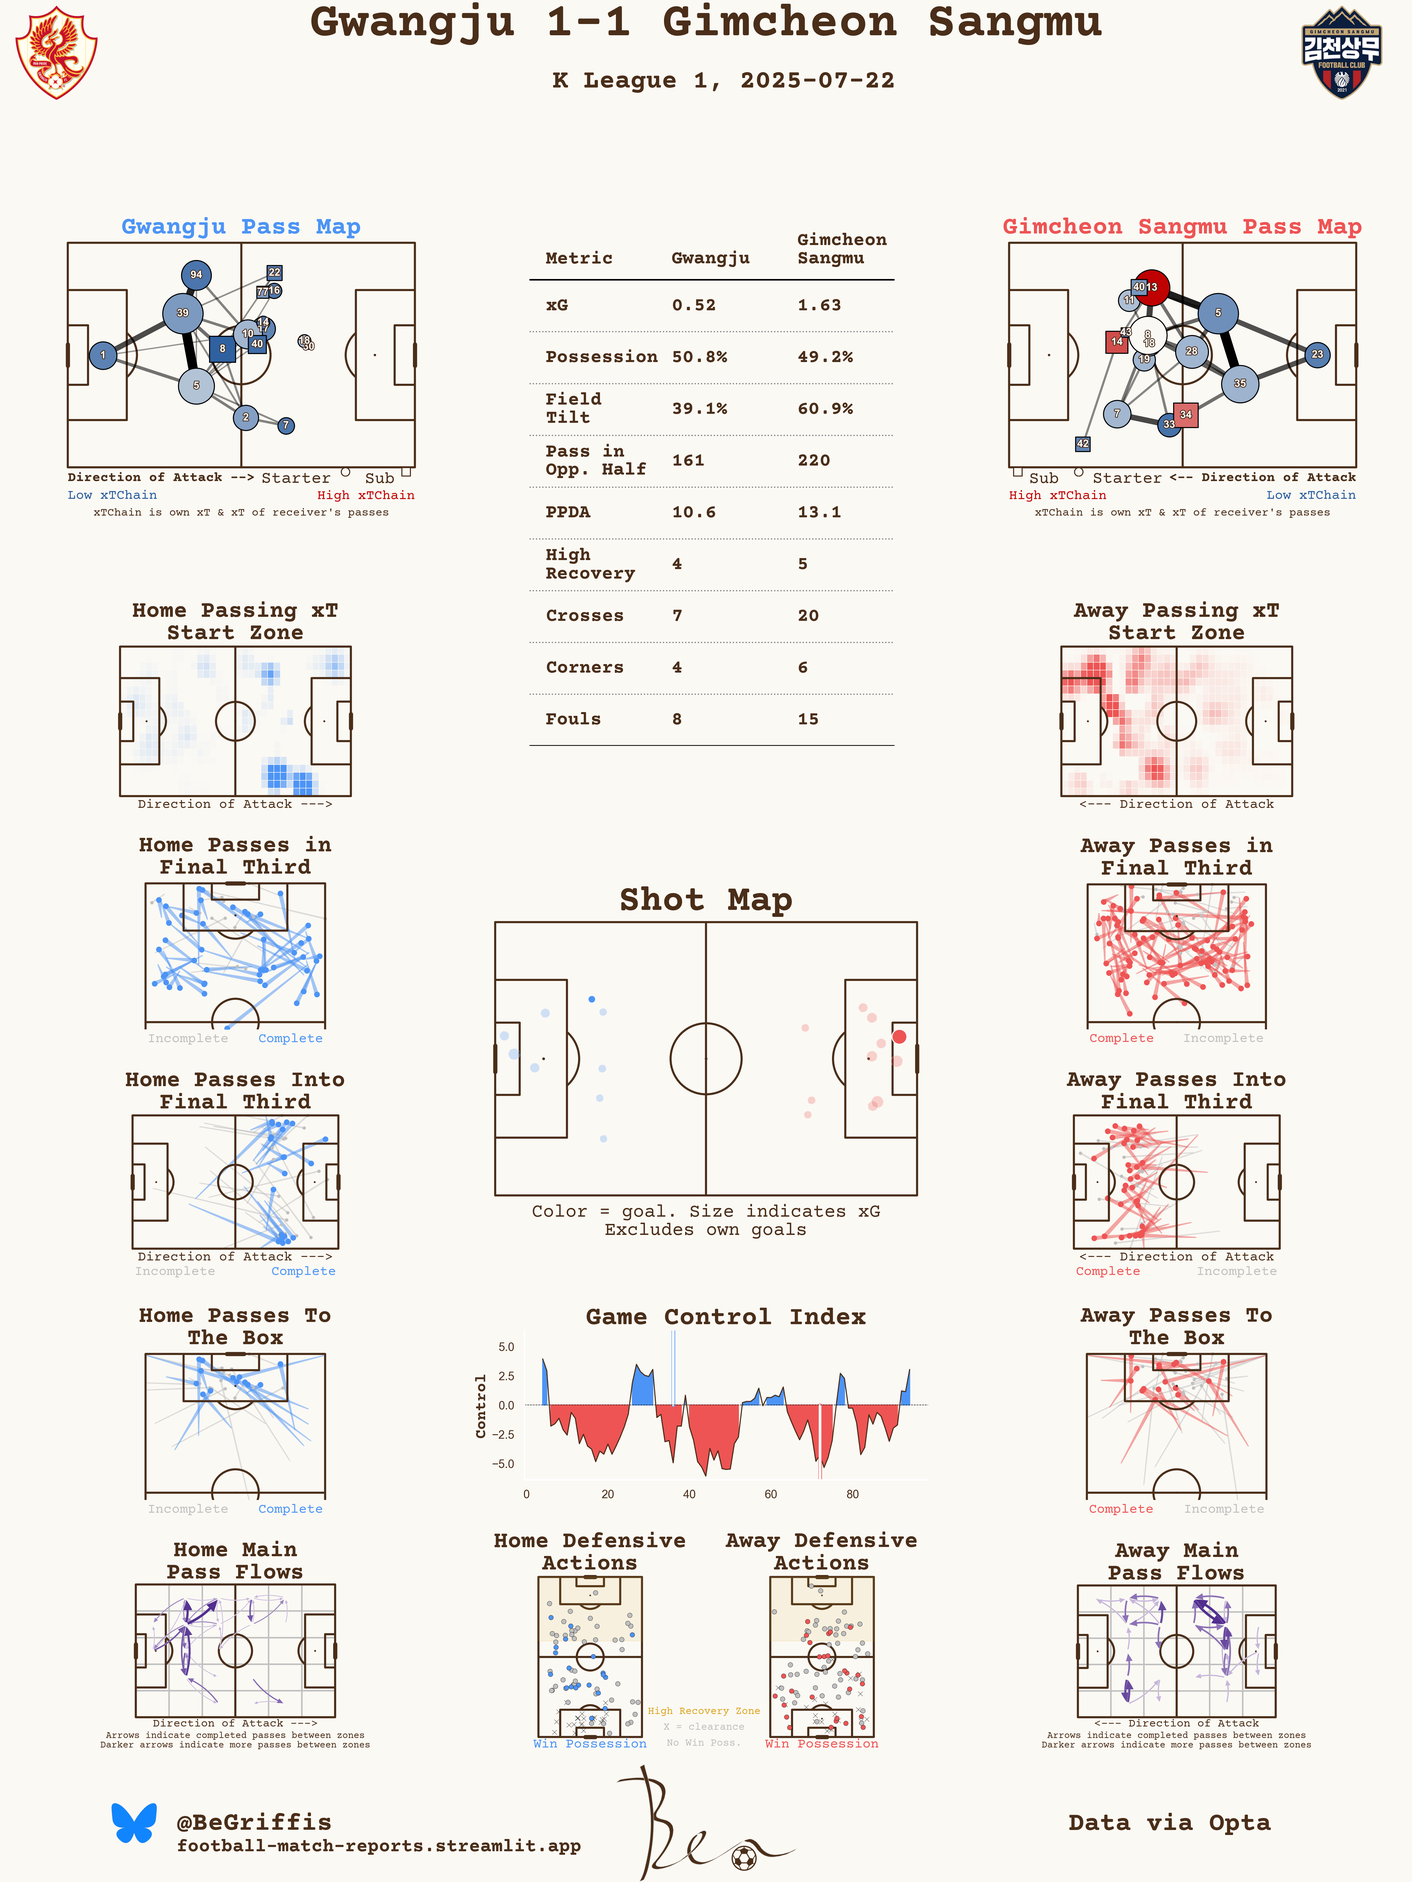 Gwangju 1-1 Gimcheon Sangmu
K League 1, 2025-07-22
GIMCHEON SANGMU
김천상무
FOOTBALL CLUB
2021
Gwangju Pass Map
94
22
77
16
39
14
17
10
1
8
40
18
30
5
2
7
Direction of Attack --> Starter Sub
Low xTChain High xTChain
xTChain is own xT & xT of receiver's passes
Metric Gwangju Gimcheon Sangmu
xG 0.52 1.63
Possession 50.8% 49.2%
Field Tilt 39.1% 60.9%
Pass in Opp. Half 161 220
PPDA 10.6 13.1
High Recovery 4 5
Crosses 7 20
Corners 4 6
Fouls 8 15
Gimcheon Sangmu Pass Map
40
13
11
5
43
8
14
18
28
19
23
35
7
34
33
42
Sub Starter <-- Direction of Attack
High xTChain Low xTChain
xTChain is own xT & xT of receiver's passes
Home Passing xT
Start Zone
Direction of Attack --->
Away Passing xT
Start Zone
<--- Direction of Attack
Home Passes in
Final Third
Incomplete Complete
Away Passes in
Final Third
Complete Incomplete
Shot Map
Color = goal. Size indicates xG
Excludes own goals
Home Passes Into
Final Third
Direction of Attack --->
Incomplete Complete
Away Passes Into
Final Third
<--- Direction of Attack
Complete Incomplete
Home Passes To
The Box
Incomplete Complete
Game Control Index
Control
5.0
2.5
0.0
−2.5
−5.0
0 20 40 60 80
Away Passes To
The Box
Complete Incomplete
Home Main
Pass Flows
Direction of Attack --->
Arrows indicate completed passes between zones
Darker arrows indicate more passes between zones
Home Defensive
Actions
Win Possession
Away Defensive
Actions
Win Possession
High Recovery Zone
X = clearance
No Win Poss.
Away Main
Pass Flows
<--- Direction of Attack
Arrows indicate completed passes between zones
Darker arrows indicate more passes between zones
@BeGriffis
football-match-reports.streamlit.app
Ben
Data via Opta